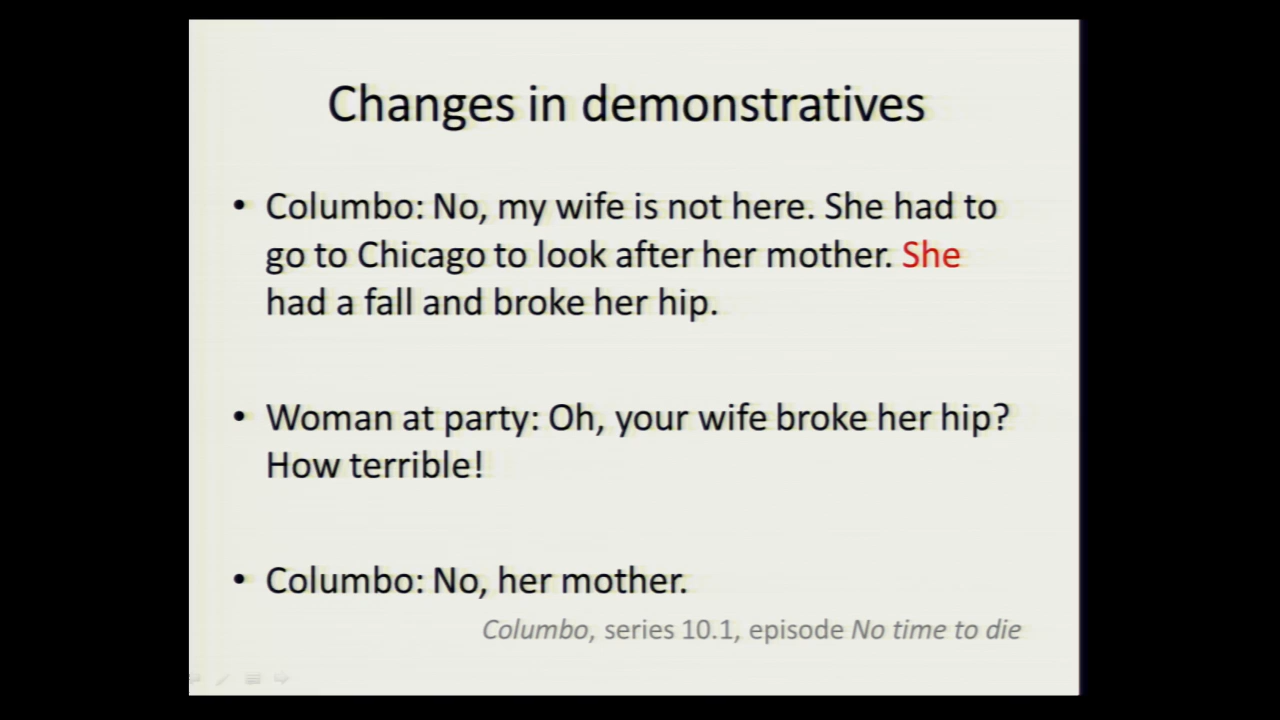 Changes in demonstratives
• Columbo: No, my wife is not here. She had to
go to Chicago to look after her mother. She
had a fall and broke her hip.
• Woman at party: Oh, your wife broke her hip?
How terrible!
• Columbo: No, her mother.
Columbo, series 10.1, episode No time to die